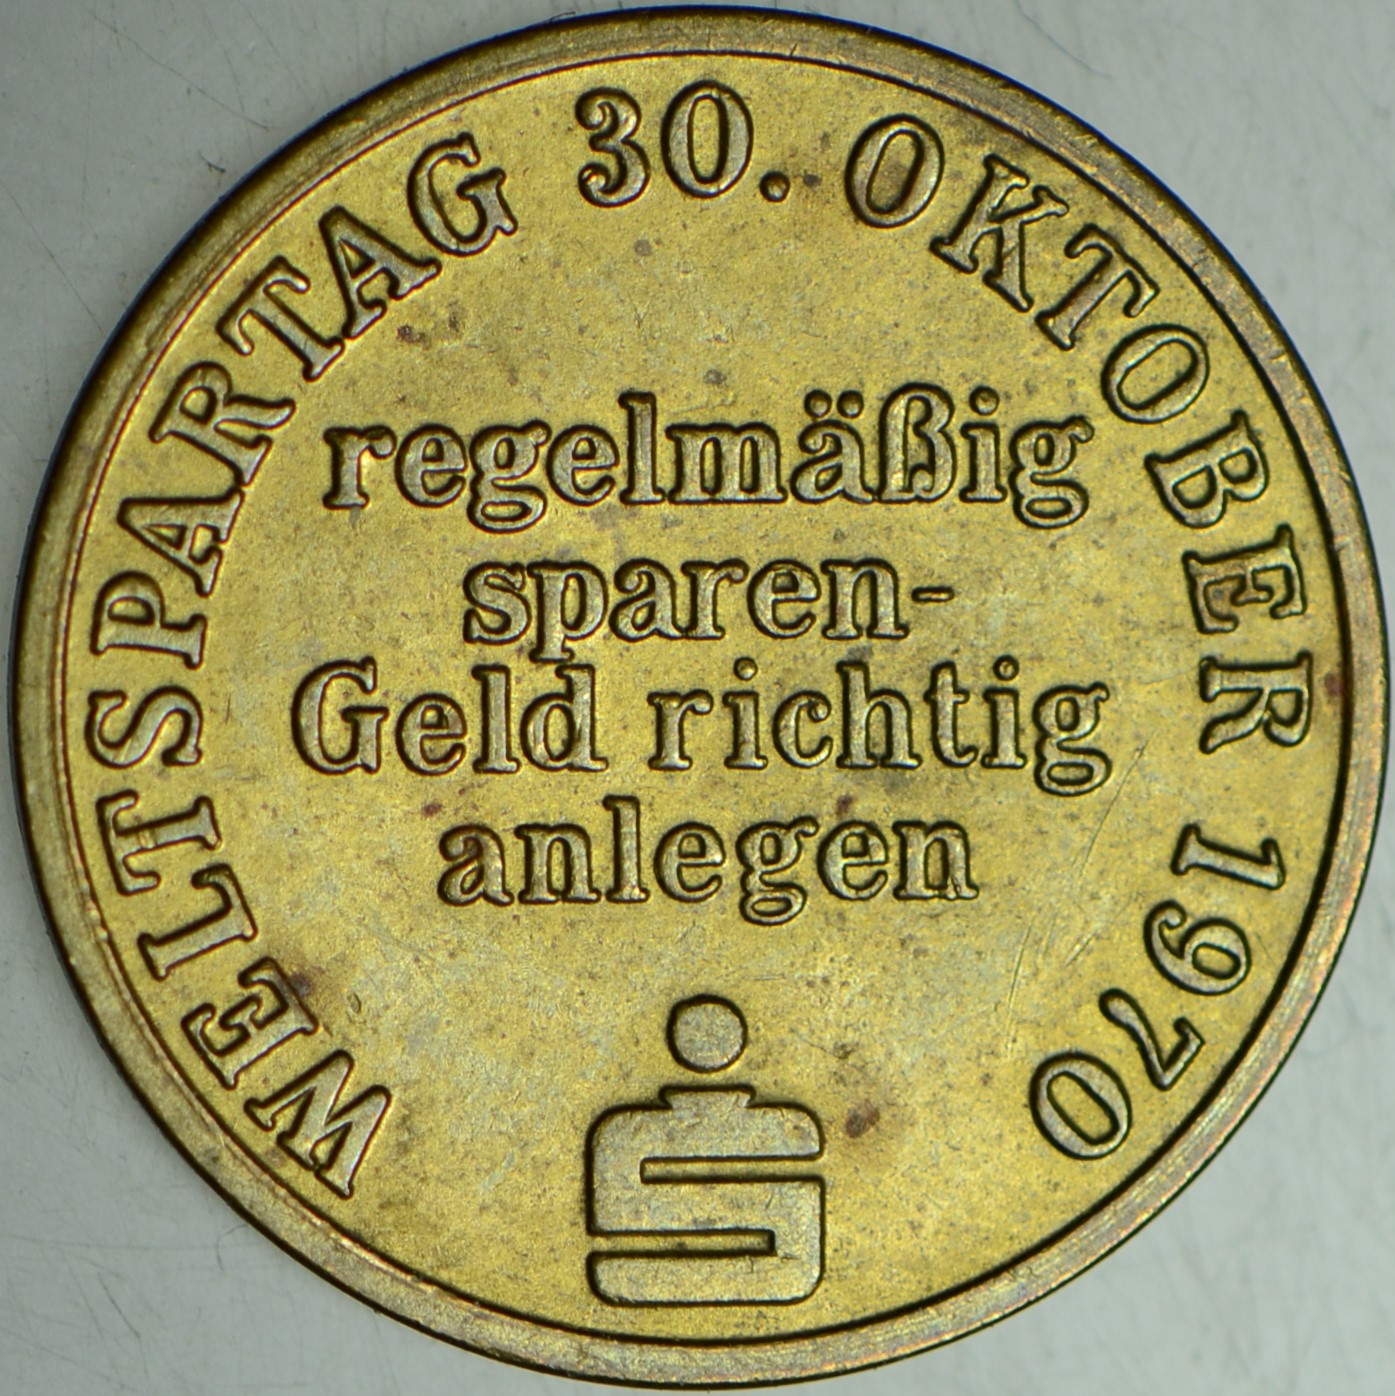 WELTSPARTAG 30. OKTOBER 1970
regelmäßig
sparen-
Geld richtig
anlegen